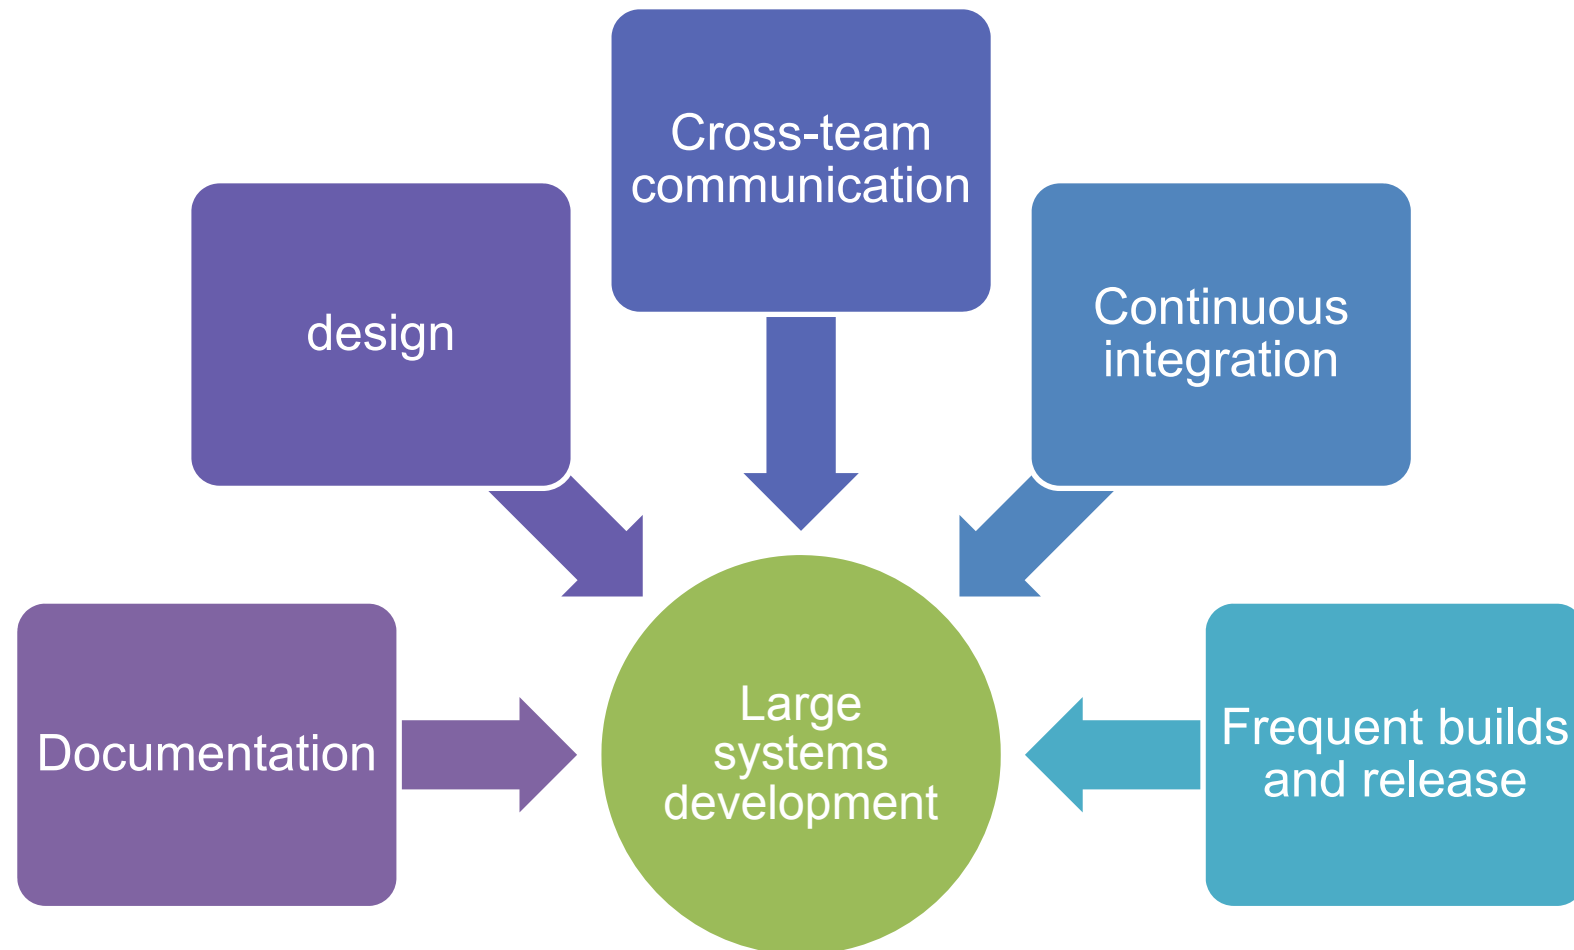 Cross-team
communication
design
Continuous
integration
Documentation
Large
systems
development
Frequent builds
and release